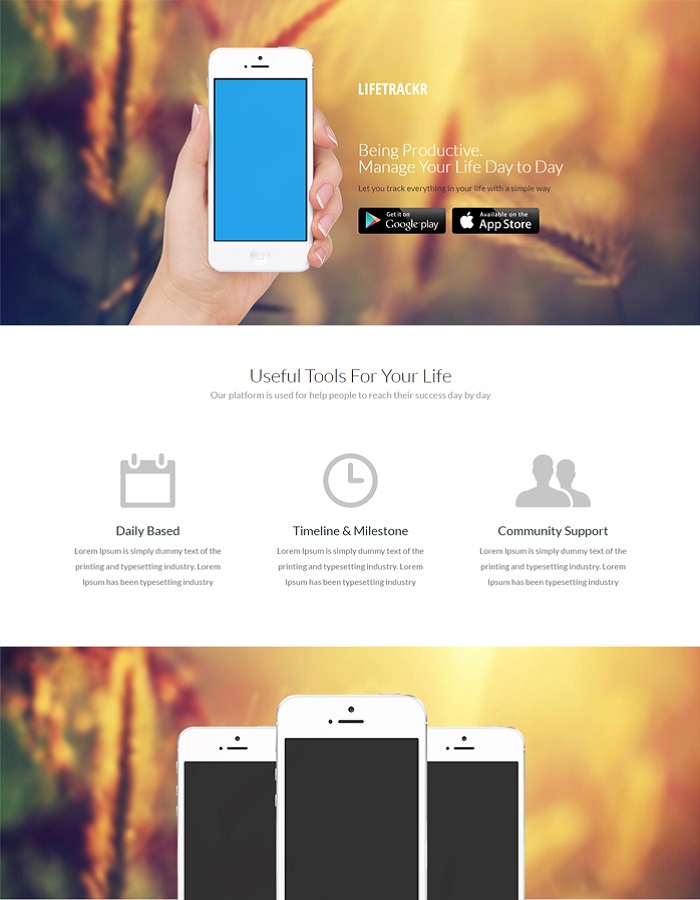 LIFETRACKR
Being Productive.
Manage Your Life Day to Day
Let you track everything in your life with a simple way
Get it on
Google play
Available on the
App Store
Useful Tools For Your Life
Our platform is used for help people to reach their success day by day
Daily Based
Lorem Ipsum is simply dummy text of the
printing and typesetting industry. Lorem
Ipsum has been typesetting industry
Timeline & Milestone
Lorem Ipsum is simply dummy text of the
printing and typesetting industry. Lorem
Ipsum has been typesetting industry
Community Support
Lorem Ipsum is simply dummy text of the
printing and typesetting industry. Lorem
Ipsum has been typesetting industry